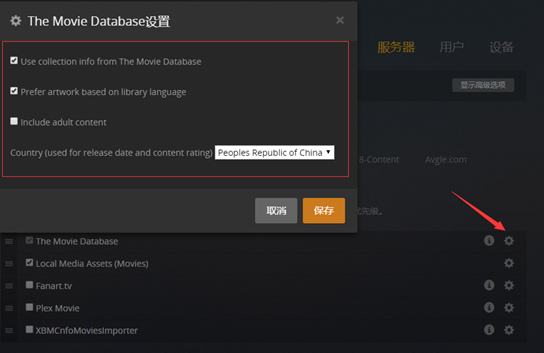 The Movie Database设置
服务器 用户 设备
Use collection info from The Movie Database
显示高级选项
Prefer artwork based on library language
Include adult content
Country (used for release date and content rating) Peoples Republic of China
8-Content Avgle.com
取消 保存
优先级。
The Movie Database
Local Media Assets (Movies)
Fanart.tv
Plex Movie
XBMCnfoMoviesImporter